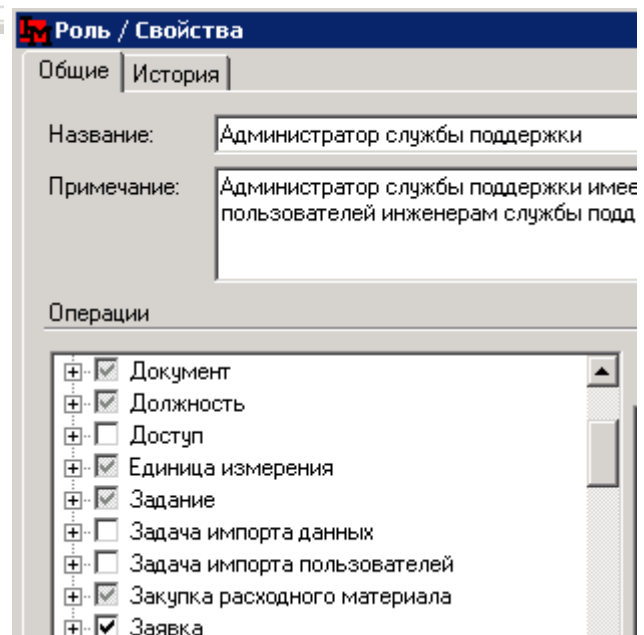 Роль / Свойства
Общие История
Название: Администратор службы поддержки
Примечание: Администратор службы поддержки имее
пользователей инженерам службы подд
Операции
Документ
Должность
Доступ
Единица измерения
Задание
Задача импорта данных
Задача импорта пользователей
Закупка расходного материала
Заявка